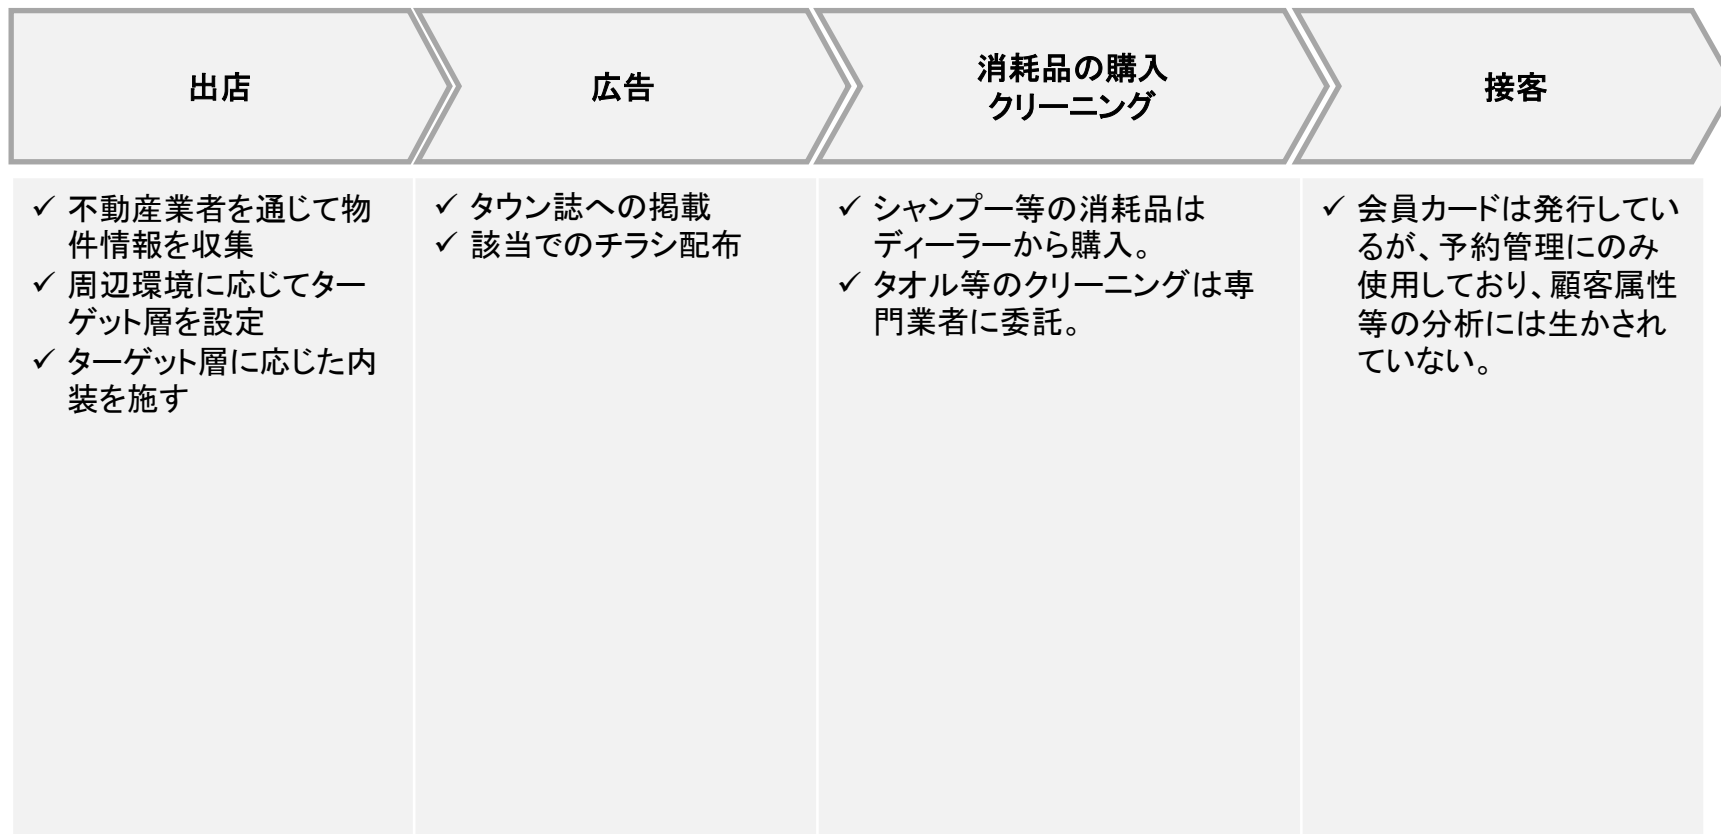 出店
広告
消耗品の購入
クリーニング
接客
✓ 不動産業者を通じて物
件情報を収集
✓ 周辺環境に応じてター
ゲット層を設定
✓ ターゲット層に応じた内
装を施す
✓ タウン誌への掲載
✓ 該当でのチラシ配布
✓ シャンプー等の消耗品は
ディーラーから購入。
✓ タオル等のクリーニングは専
門業者に委託。
✓ 会員カードは発行してい
るが、予約管理にのみ
使用しており、顧客属性
等の分析には生かされ
ていない。